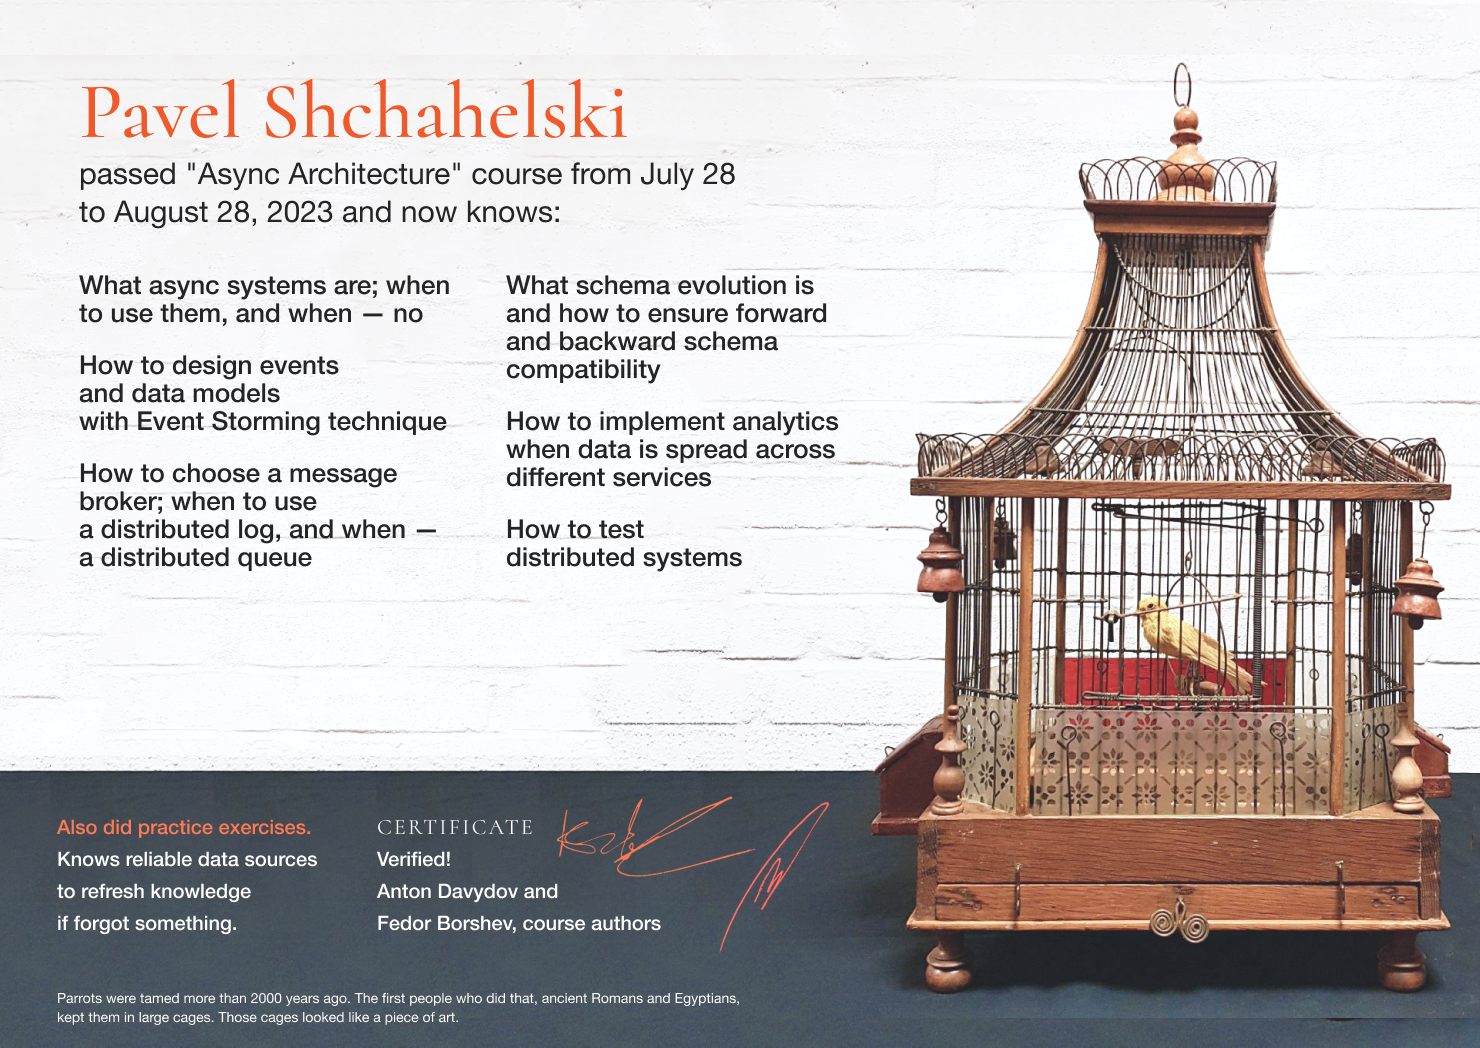 Pavel Shchahelski
passed "Async Architecture" course from July 28
to August 28, 2023 and now knows:
What async systems are; when
to use them, and when — no
How to design events
and data models
with Event Storming technique
How to choose a message
broker; when to use
a distributed log, and when —
a distributed queue
What schema evolution is
and how to ensure forward
and backward schema
compatibility
How to implement analytics
when data is spread across
different services
How to test
distributed systems
Also did practice exercises.
Knows reliable data sources
to refresh knowledge
if forgot something.
CERTIFICATE
Verified!
Anton Davydov and
Fedor Borshev, course authors
Parrots were tamed more than 2000 years ago. The first people who did that, ancient Romans and Egyptians,
kept them in large cages. Those cages looked like a piece of art.